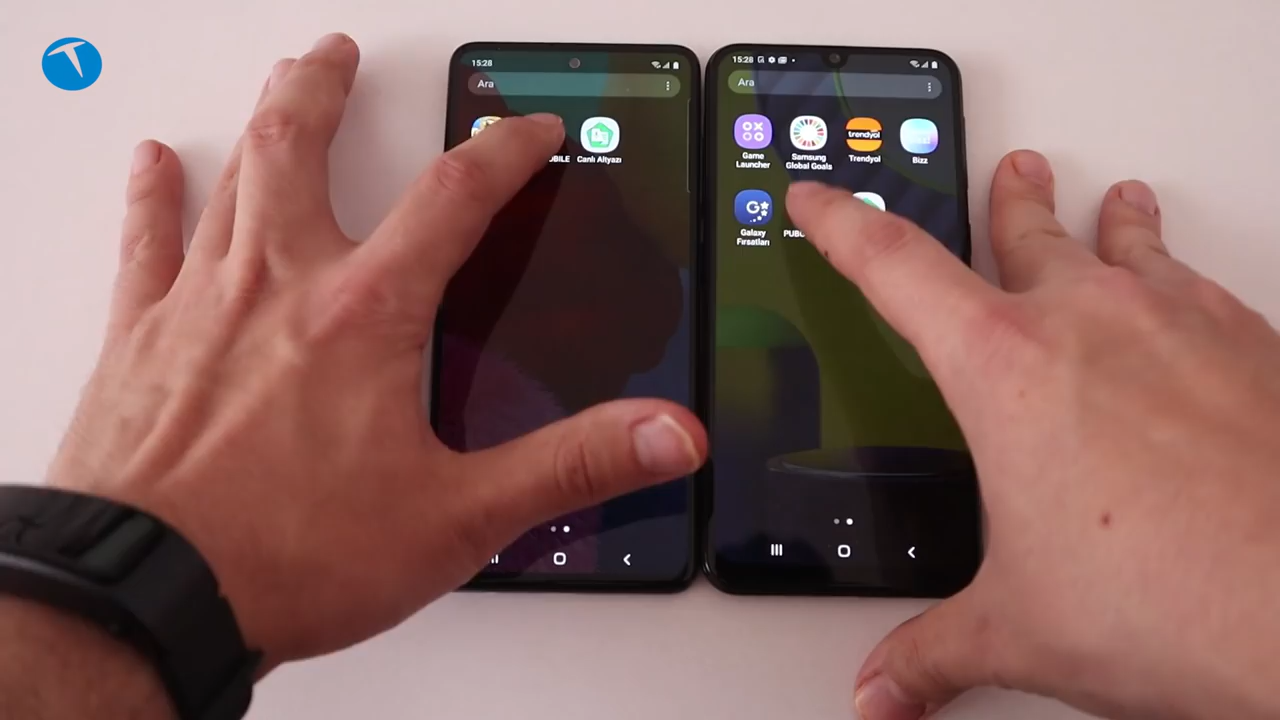 15:28
Ara
Canlı Altyazı
15:28
Ara
Game
Launcher
Samsung
Global Goals
trendyol
Trendyol
Bizz
Galaxy
Fırsatları